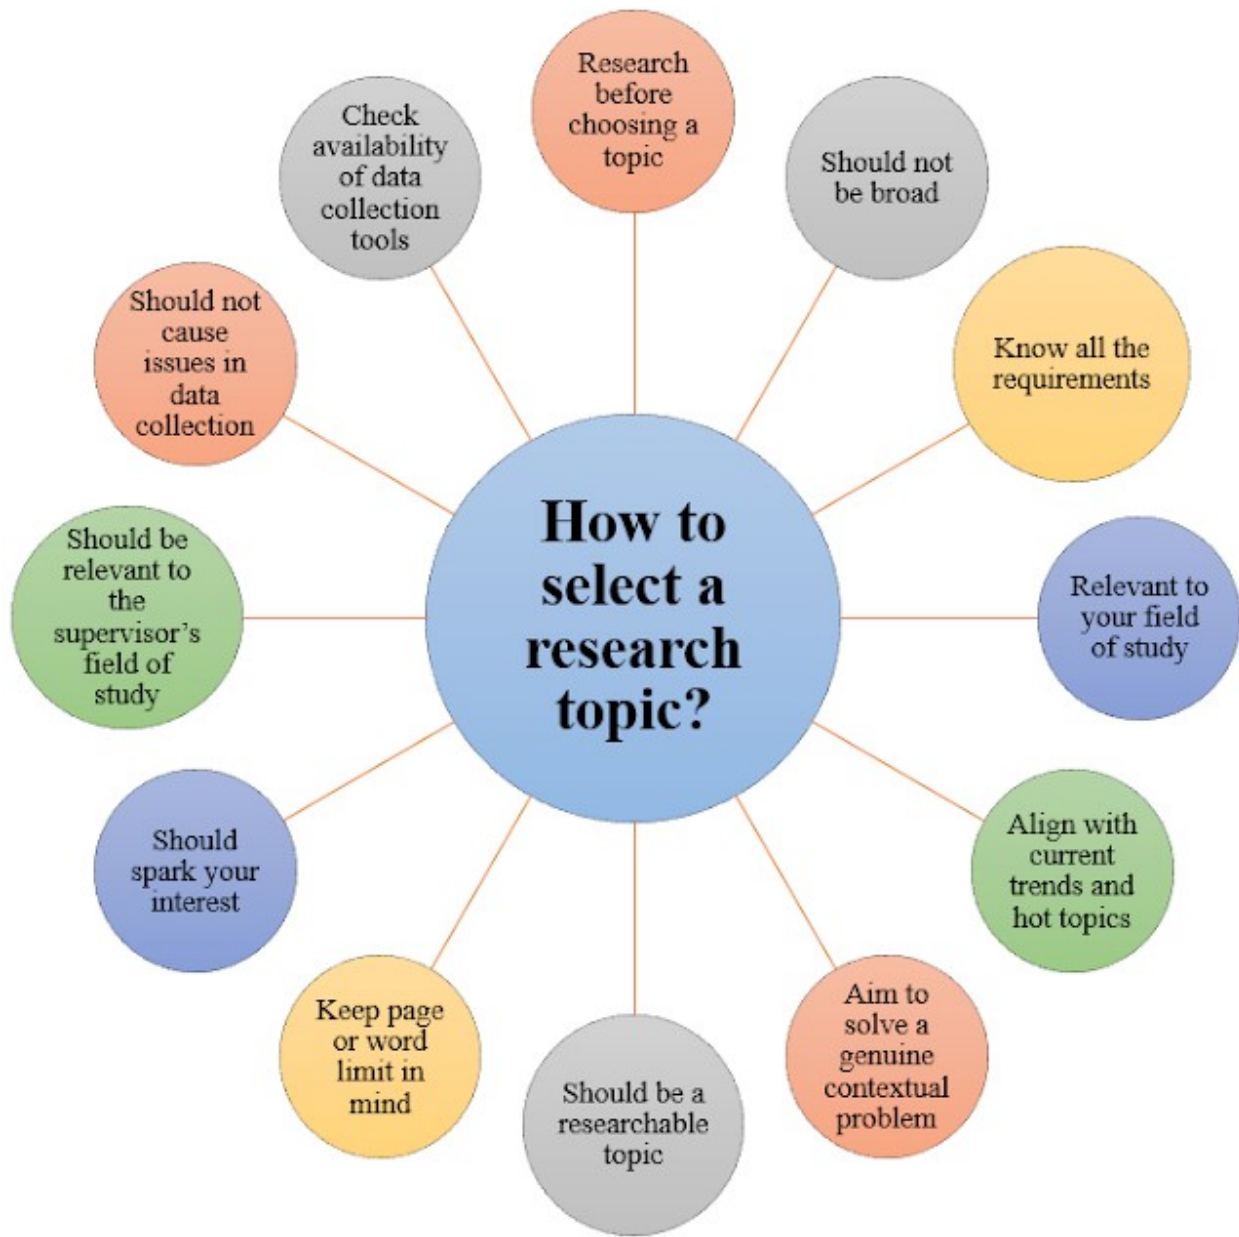 Research
before
choosing a
topic
Should not
be broad
Know all the
requirements
Relevant to
your field
of study
Align with
current
trends and
hot topics
Aim to
solve a
genuine
contextual
problem
Should be a
researchable
topic
Keep page
or word
limit in
mind
Should
spark your
interest
Should be
relevant to
the
supervisor’s
field of
study
Should not
cause
issues in
data
collection
Check
availability
of data
collection
tools
How to
select a
research
topic?